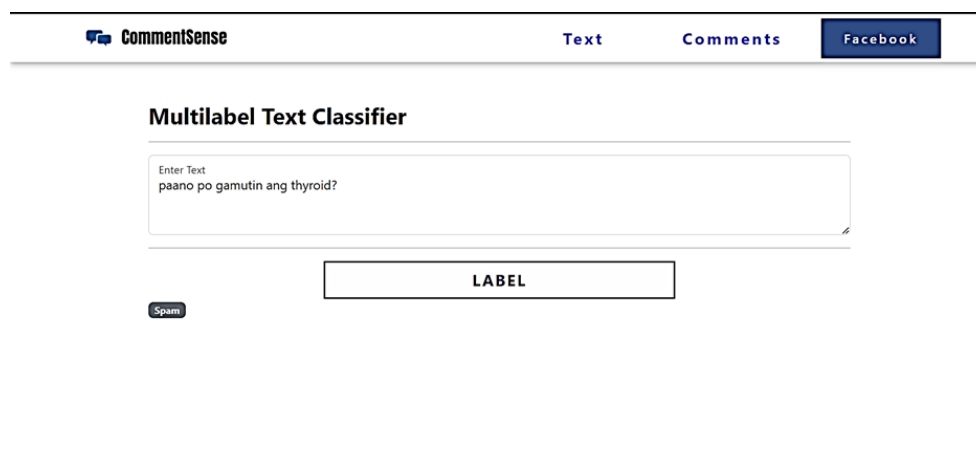 CommentSense
Text
Comments
Facebook
Multilabel Text Classifier
Enter Text
paano po gamutin ang thyroid?
LABEL
Spam